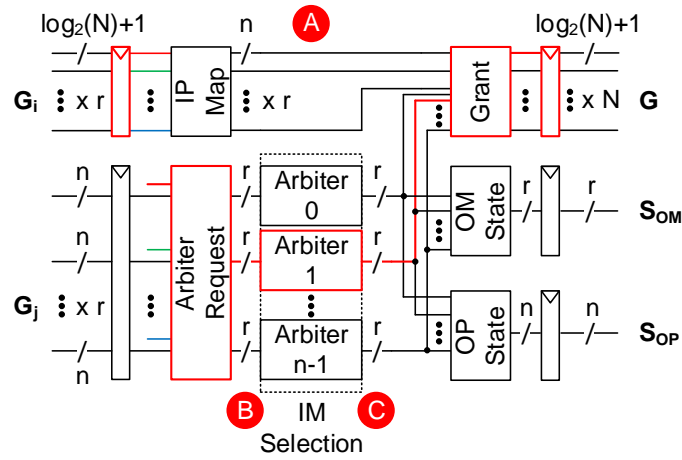 log2(N)+1
n
A
log2(N)+1
Gi
x r
IP
Map
x r
Grant
x N
G
n
r
Arbiter
0
r
OM
State
r
r
SOM
n
Arbiter
Request
r
Arbiter
1
r
Gj
x r
n
r
Arbiter
n-1
r
OP
State
n
n
SOP
B
IM
Selection
C